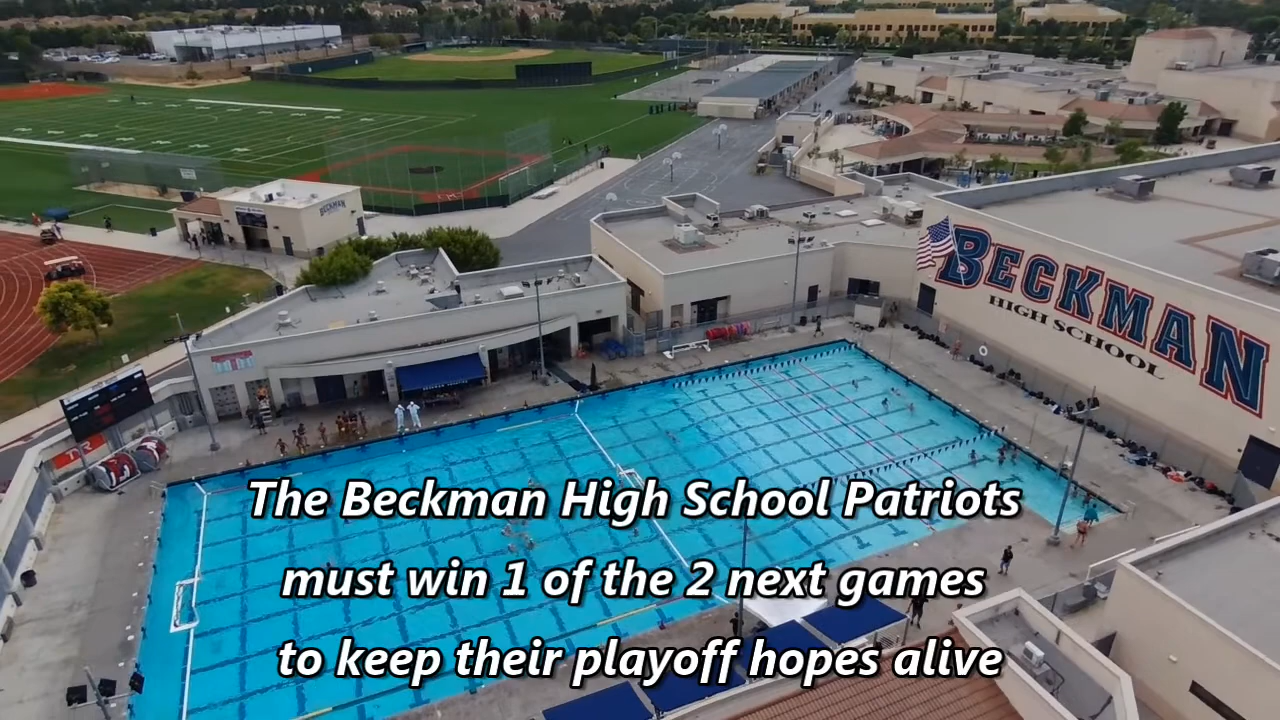 BECKMAN
BECKMAN
HIGH SCHOOL
The Beckman High School Patriots
must win 1 of the 2 next games
to keep their playoff hopes alive